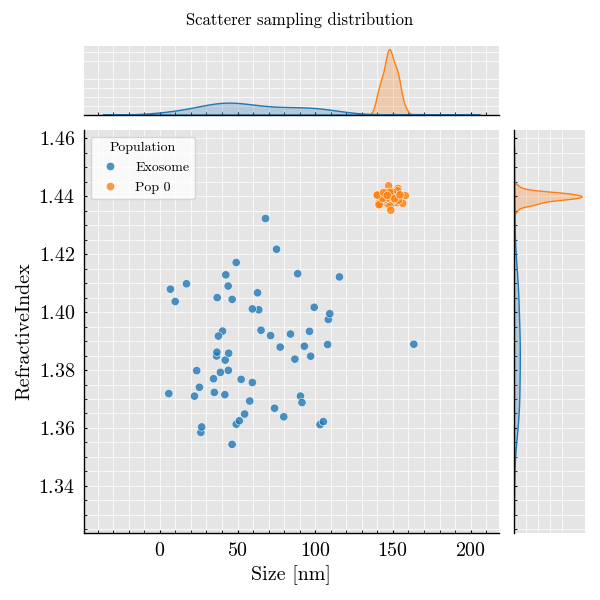 Scatterer sampling distribution
Population
Exosome
Pop 0
1.46
1.44
1.42
1.40
1.38
1.36
1.34
RefractiveIndex
0 50 100 150 200
Size [nm]